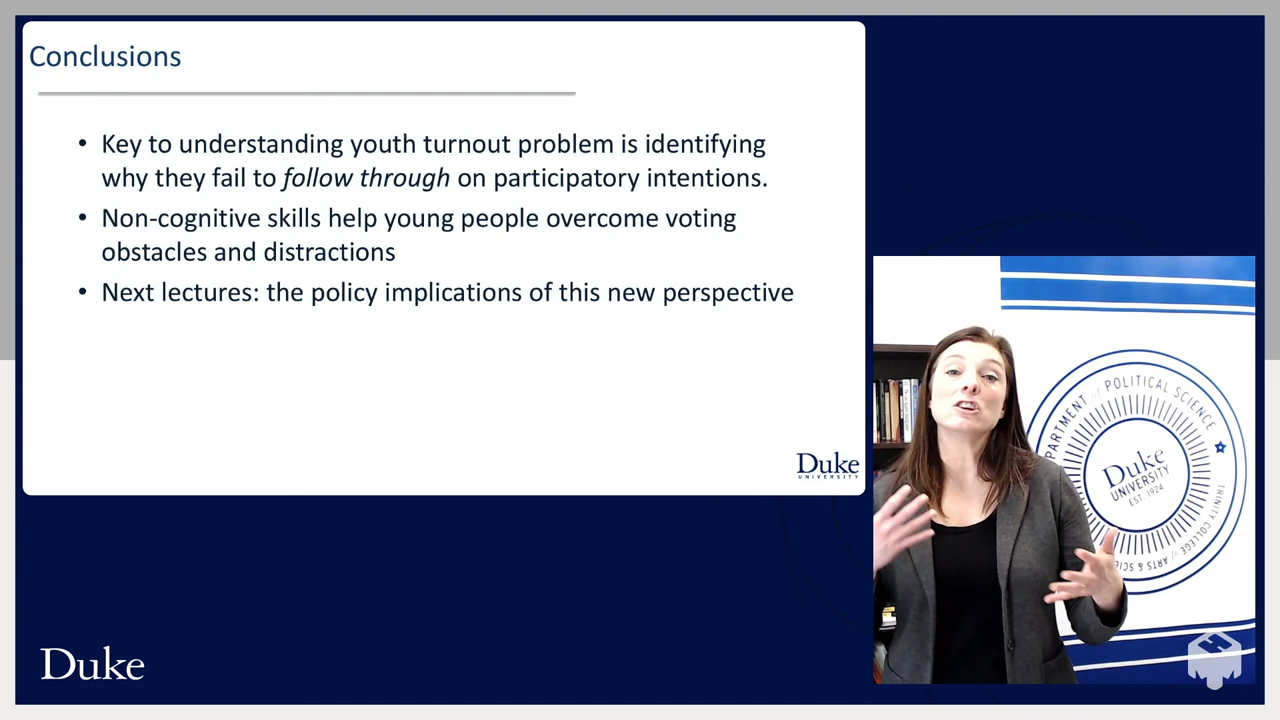 Conclusions
• Key to understanding youth turnout problem is identifying
why they fail to follow through on participatory intentions.
• Non-cognitive skills help young people overcome voting
obstacles and distractions
• Next lectures: the policy implications of this new perspective
Duke
UNIVERSITY
PARTMENT of POLITICAL SCIENCE
Duke
UNIVERSITY
EST 1924
TRINITY COLLEGE of ARTS & SCIE
Duke